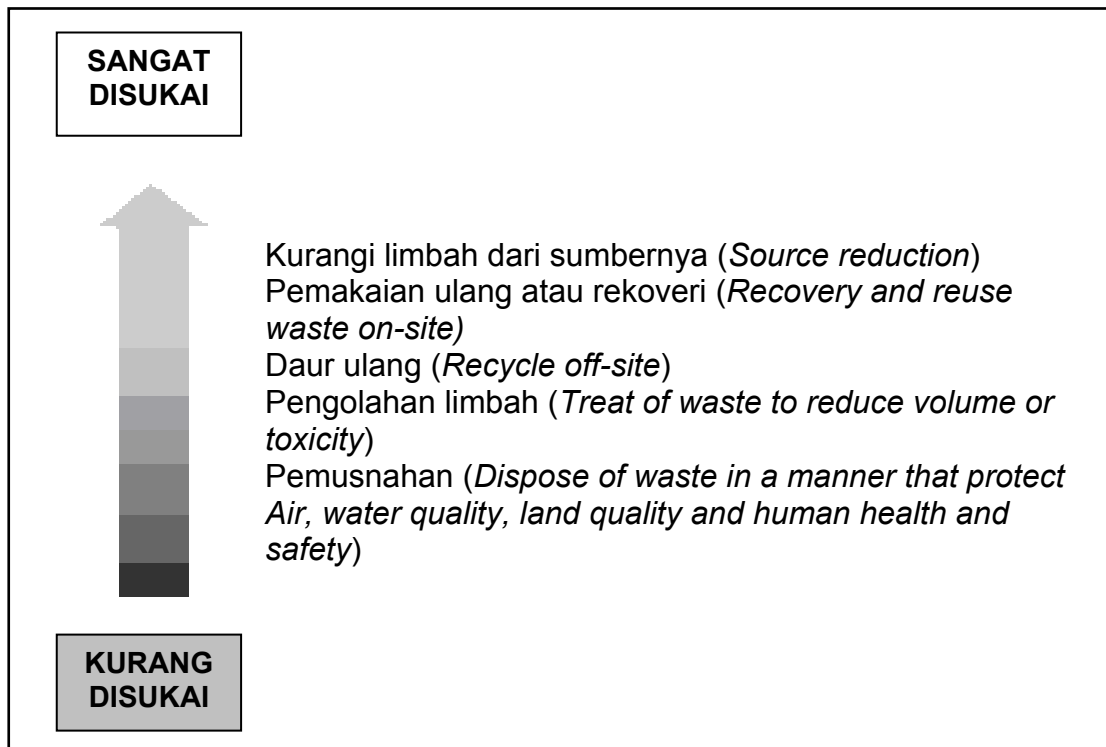 SANGAT
DISUKAI
Kurangi limbah dari sumbernya (Source reduction)
Pemakaian ulang atau rekoveri (Recovery and reuse
waste on-site)
Daur ulang (Recycle off-site)
Pengolahan limbah (Treat of waste to reduce volume or
toxicity)
Pemusnahan (Dispose of waste in a manner that protect
Air, water quality, land quality and human health and
safety)
KURANG
DISUKAI